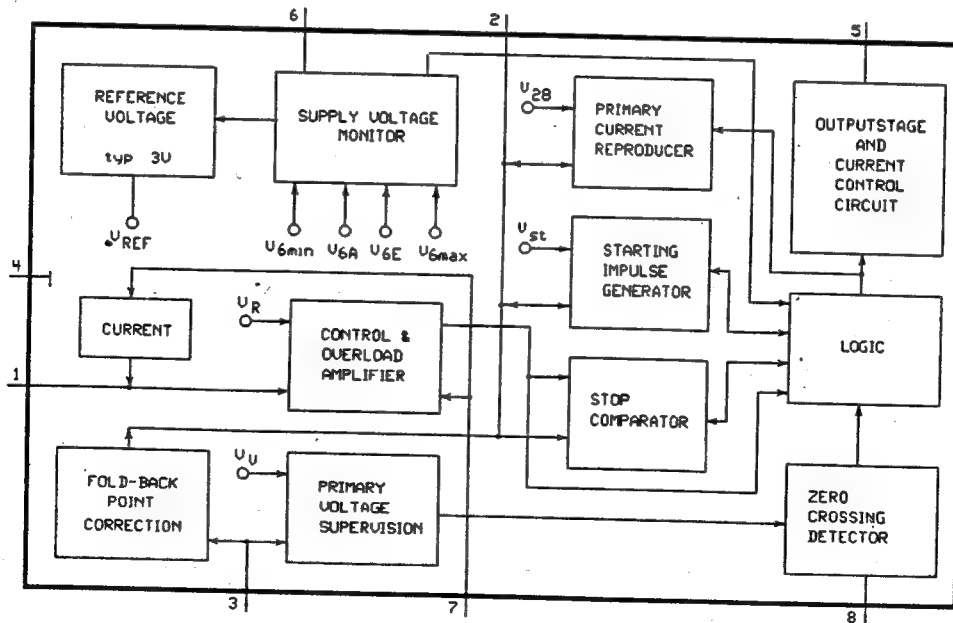 6
2
5
REFERENCE
VOLTAGE
typ 3V
SUPPLY VOLTAGE
MONITOR
V28
PRIMARY
CURRENT
REPRODUCER
OUTPUTSTAGE
AND
CURRENT
CONTROL
CIRCUIT
VREF
V6min
V6A
V6E
V6max
Vst
STARTING
IMPULSE
GENERATOR
4
CURRENT
VR
CONTROL &
OVERLOAD
AMPLIFIER
LOGIC
1
STOP
COMPARATOR
FOLD-BACK
POINT
CORRECTION
VV
PRIMARY
VOLTAGE
SUPERVISION
ZERO
CROSSING
DETECTOR
3
7
8